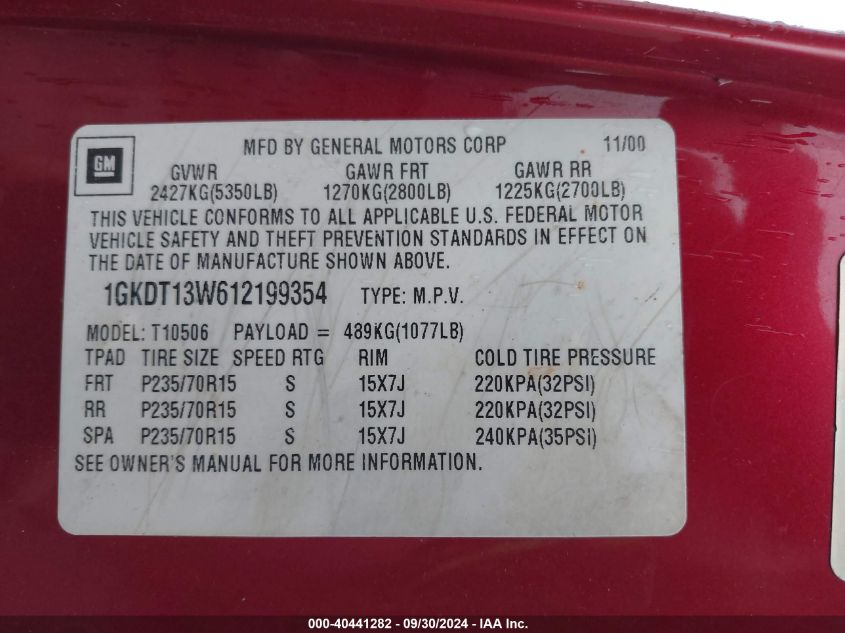 GM
MFD BY GENERAL MOTORS CORP 11/00
GVWR GAWR FRT GAWR RR
2427KG(5350LB) 1270KG(2800LB) 1225KG(2700LB)
THIS VEHICLE CONFORMS TO ALL APPLICABLE U.S. FEDERAL MOTOR
VEHICLE SAFETY AND THEFT PREVENTION STANDARDS IN EFFECT ON
THE DATE OF MANUFACTURE SHOWN ABOVE.
1GKDT13W612199354 TYPE: M.P.V.
MODEL: T10506 PAYLOAD = 489KG(1077LB)
TPAD TIRE SIZE SPEED RTG RIM COLD TIRE PRESSURE
FRT P235/70R15 S 15X7J 220KPA(32PSI)
RR P235/70R15 S 15X7J 220KPA(32PSI)
SPA P235/70R15 S 15X7J 240KPA(35PSI)
SEE OWNER'S MANUAL FOR MORE INFORMATION.
000-40441282 - 09/30/2024 - IAA Inc.